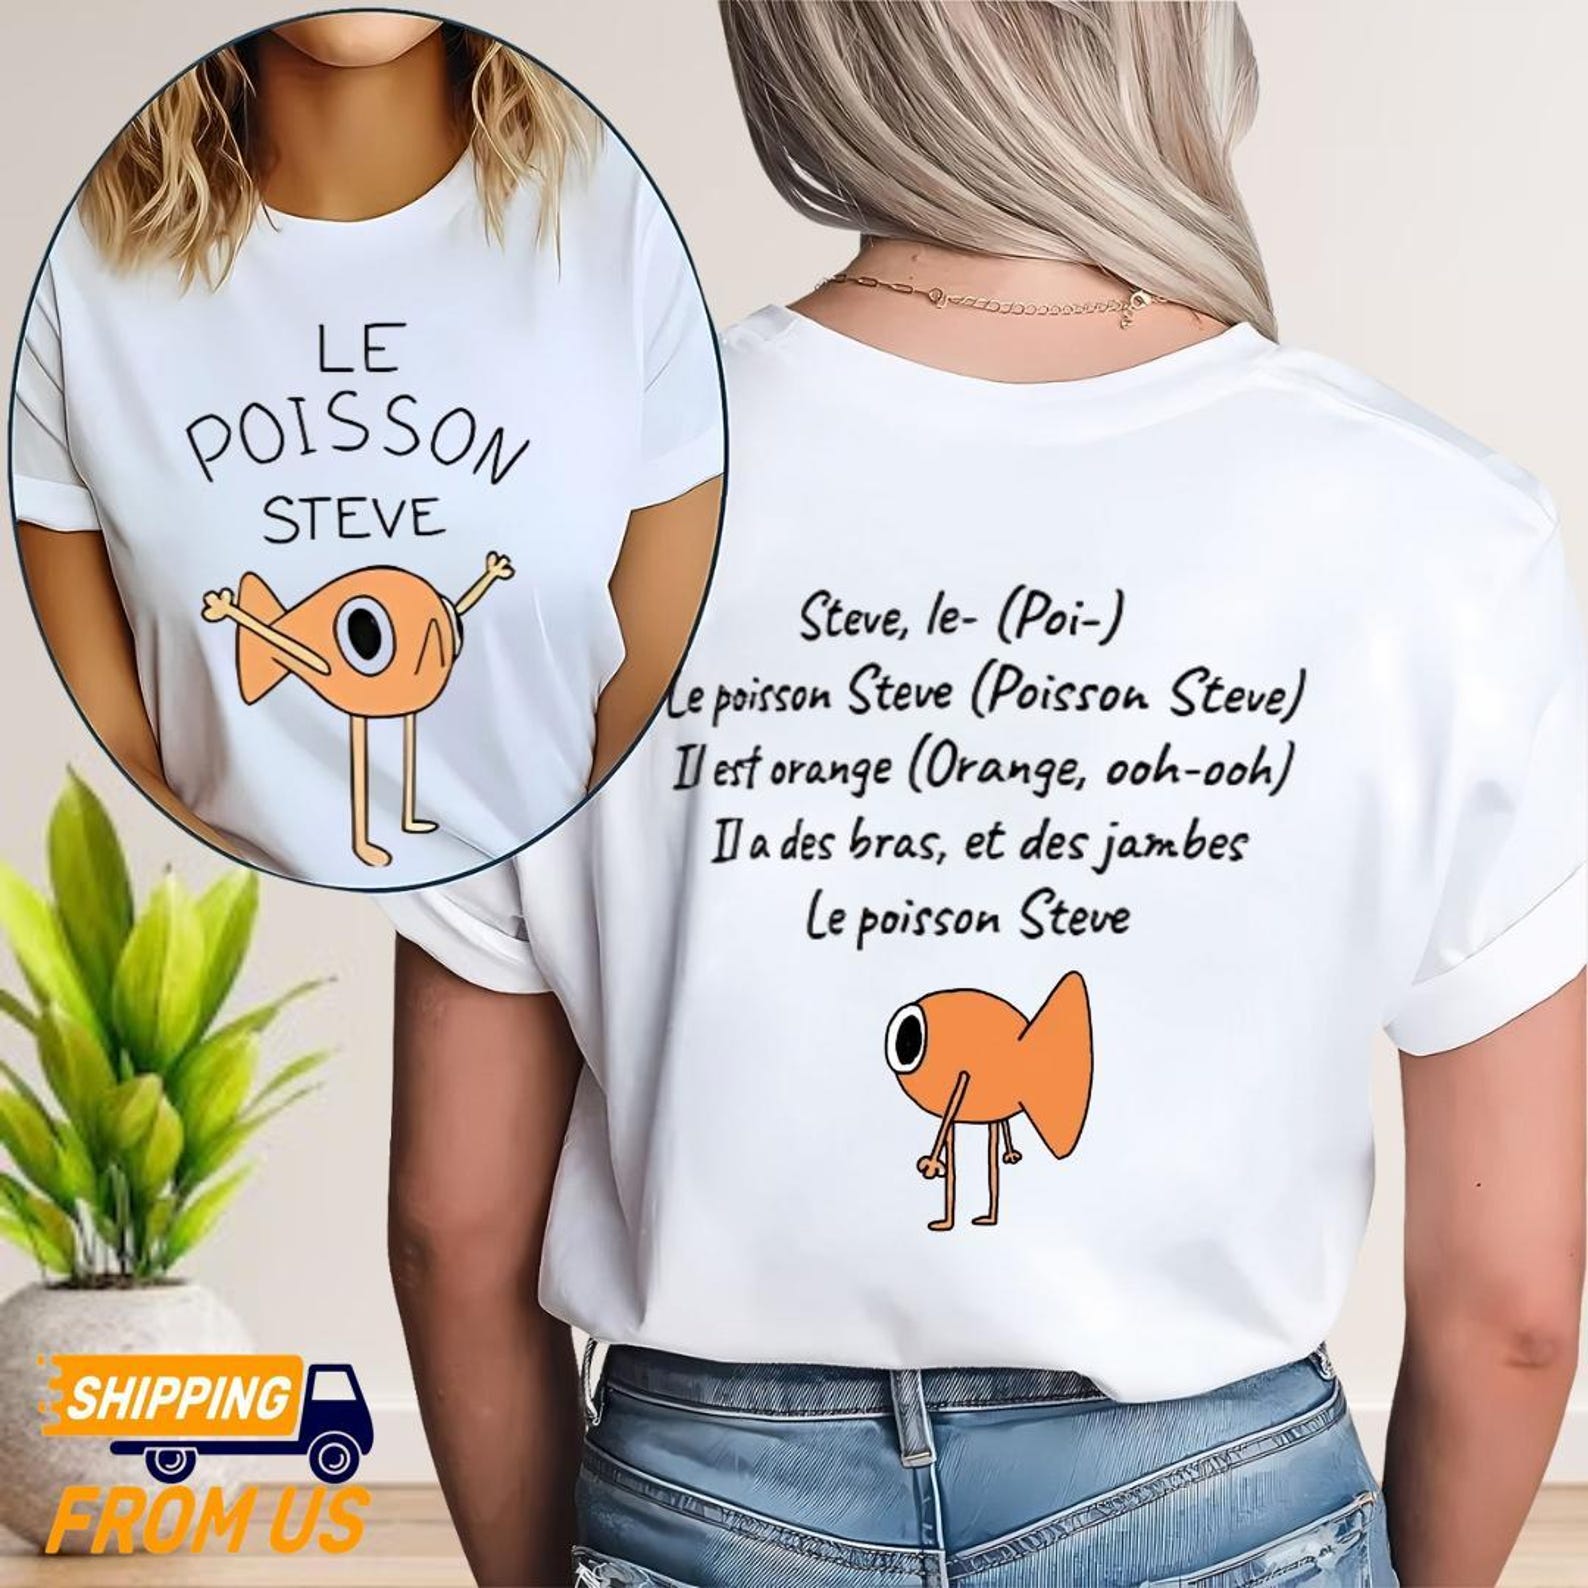 LE
POISSON
STEVE
Steve, le- (Poi-)
Le poisson Steve (Poisson Steve)
Il est orange (Orange, ooh-ooh)
Il a des bras, et des jambes
Le poisson Steve
SHIPPING
FROM US